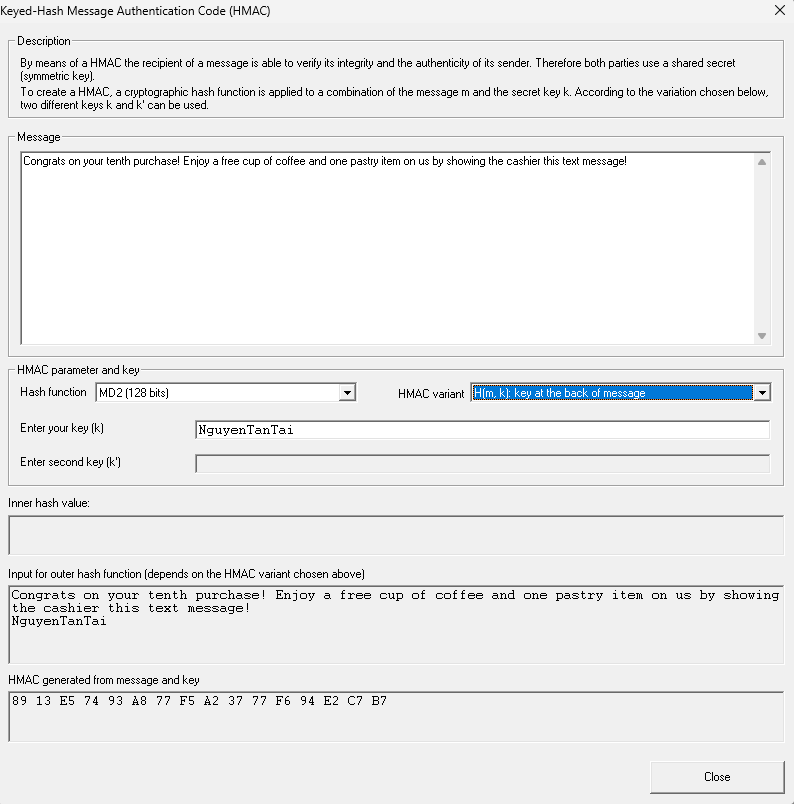 Keyed-Hash Message Authentication Code (HMAC)
Description
By means of a HMAC the recipient of a message is able to verify its integrity and the authenticity of its sender. Therefore both parties use a shared secret
(symmetric key).
To create a HMAC, a cryptographic hash function is applied to a combination of the message m and the secret key k. According to the variation chosen below,
two different keys k and k' can be used.
Message
Congrats on your tenth purchase! Enjoy a free cup of coffee and one pastry item on us by showing the cashier this text message!
HMAC parameter and key
Hash function MD2 (128 bits) HMAC variant H(m, k): key at the back of message
Enter your key (k) NguyenTanTai
Enter second key (k')
Inner hash value:
Input for outer hash function (depends on the HMAC variant chosen above)
Congrats on your tenth purchase! Enjoy a free cup of coffee and one pastry item on us by showing
the cashier this text message!
NguyenTanTai
HMAC generated from message and key
89 13 E5 74 93 A8 77 F5 A2 37 77 F6 94 E2 C7 B7
Close